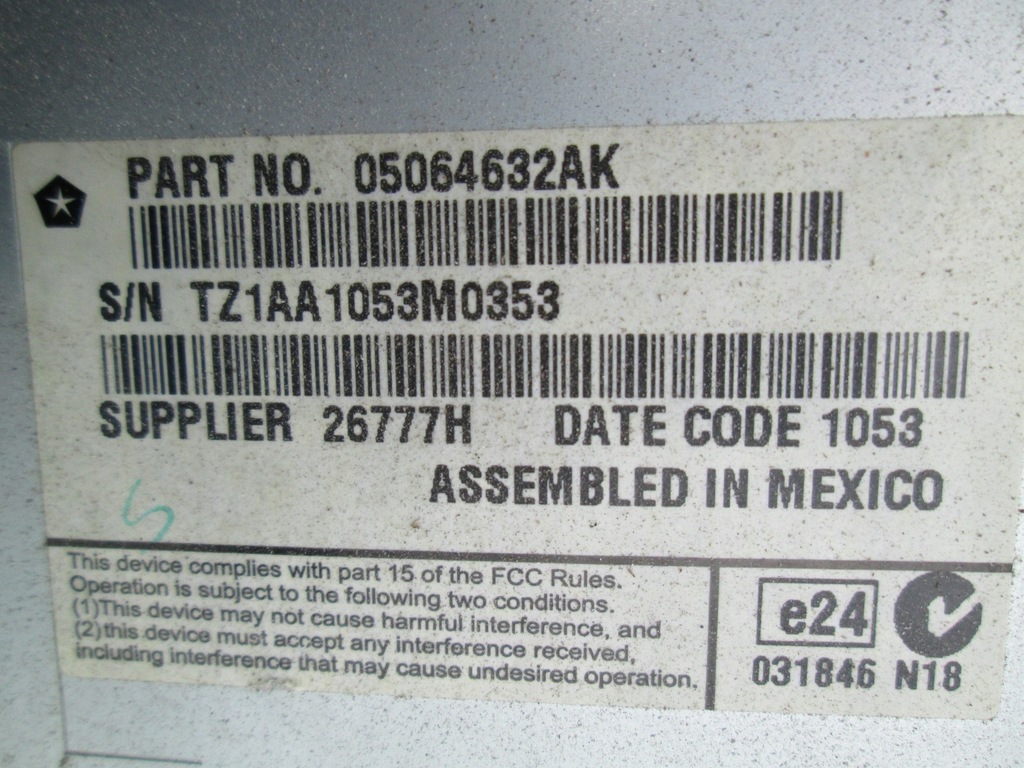 PART NO. 05064632AK
S/N TZ1AA1053M0353
SUPPLIER 26777H DATE CODE 1053
ASSEMBLED IN MEXICO
This device complies with part 15 of the FCC Rules.
Operation is subject to the following two conditions.
(1)This device may not cause harmful interference, and
(2)this device must accept any interference received,
including interference that may cause undesired operation.
e24
031846 N18